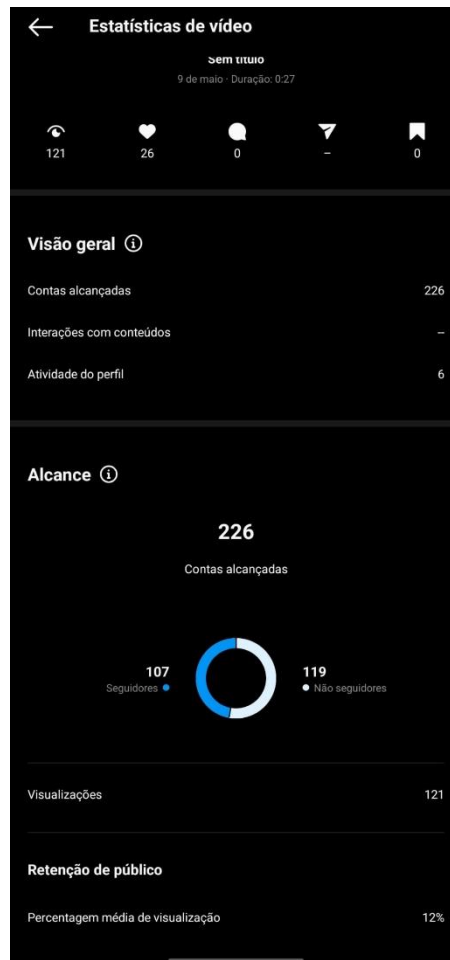 Estatísticas de vídeo
Sem título
9 de maio · Duração: 0:27
121 26 0 – 0
Visão geral
Contas alcançadas 226
Interações com conteúdos --
Atividade do perfil 6
Alcance
226
Contas alcançadas
107 119
Seguidores Não seguidores
Visualizações 121
Retenção de público
Percentagem média de visualização 12%